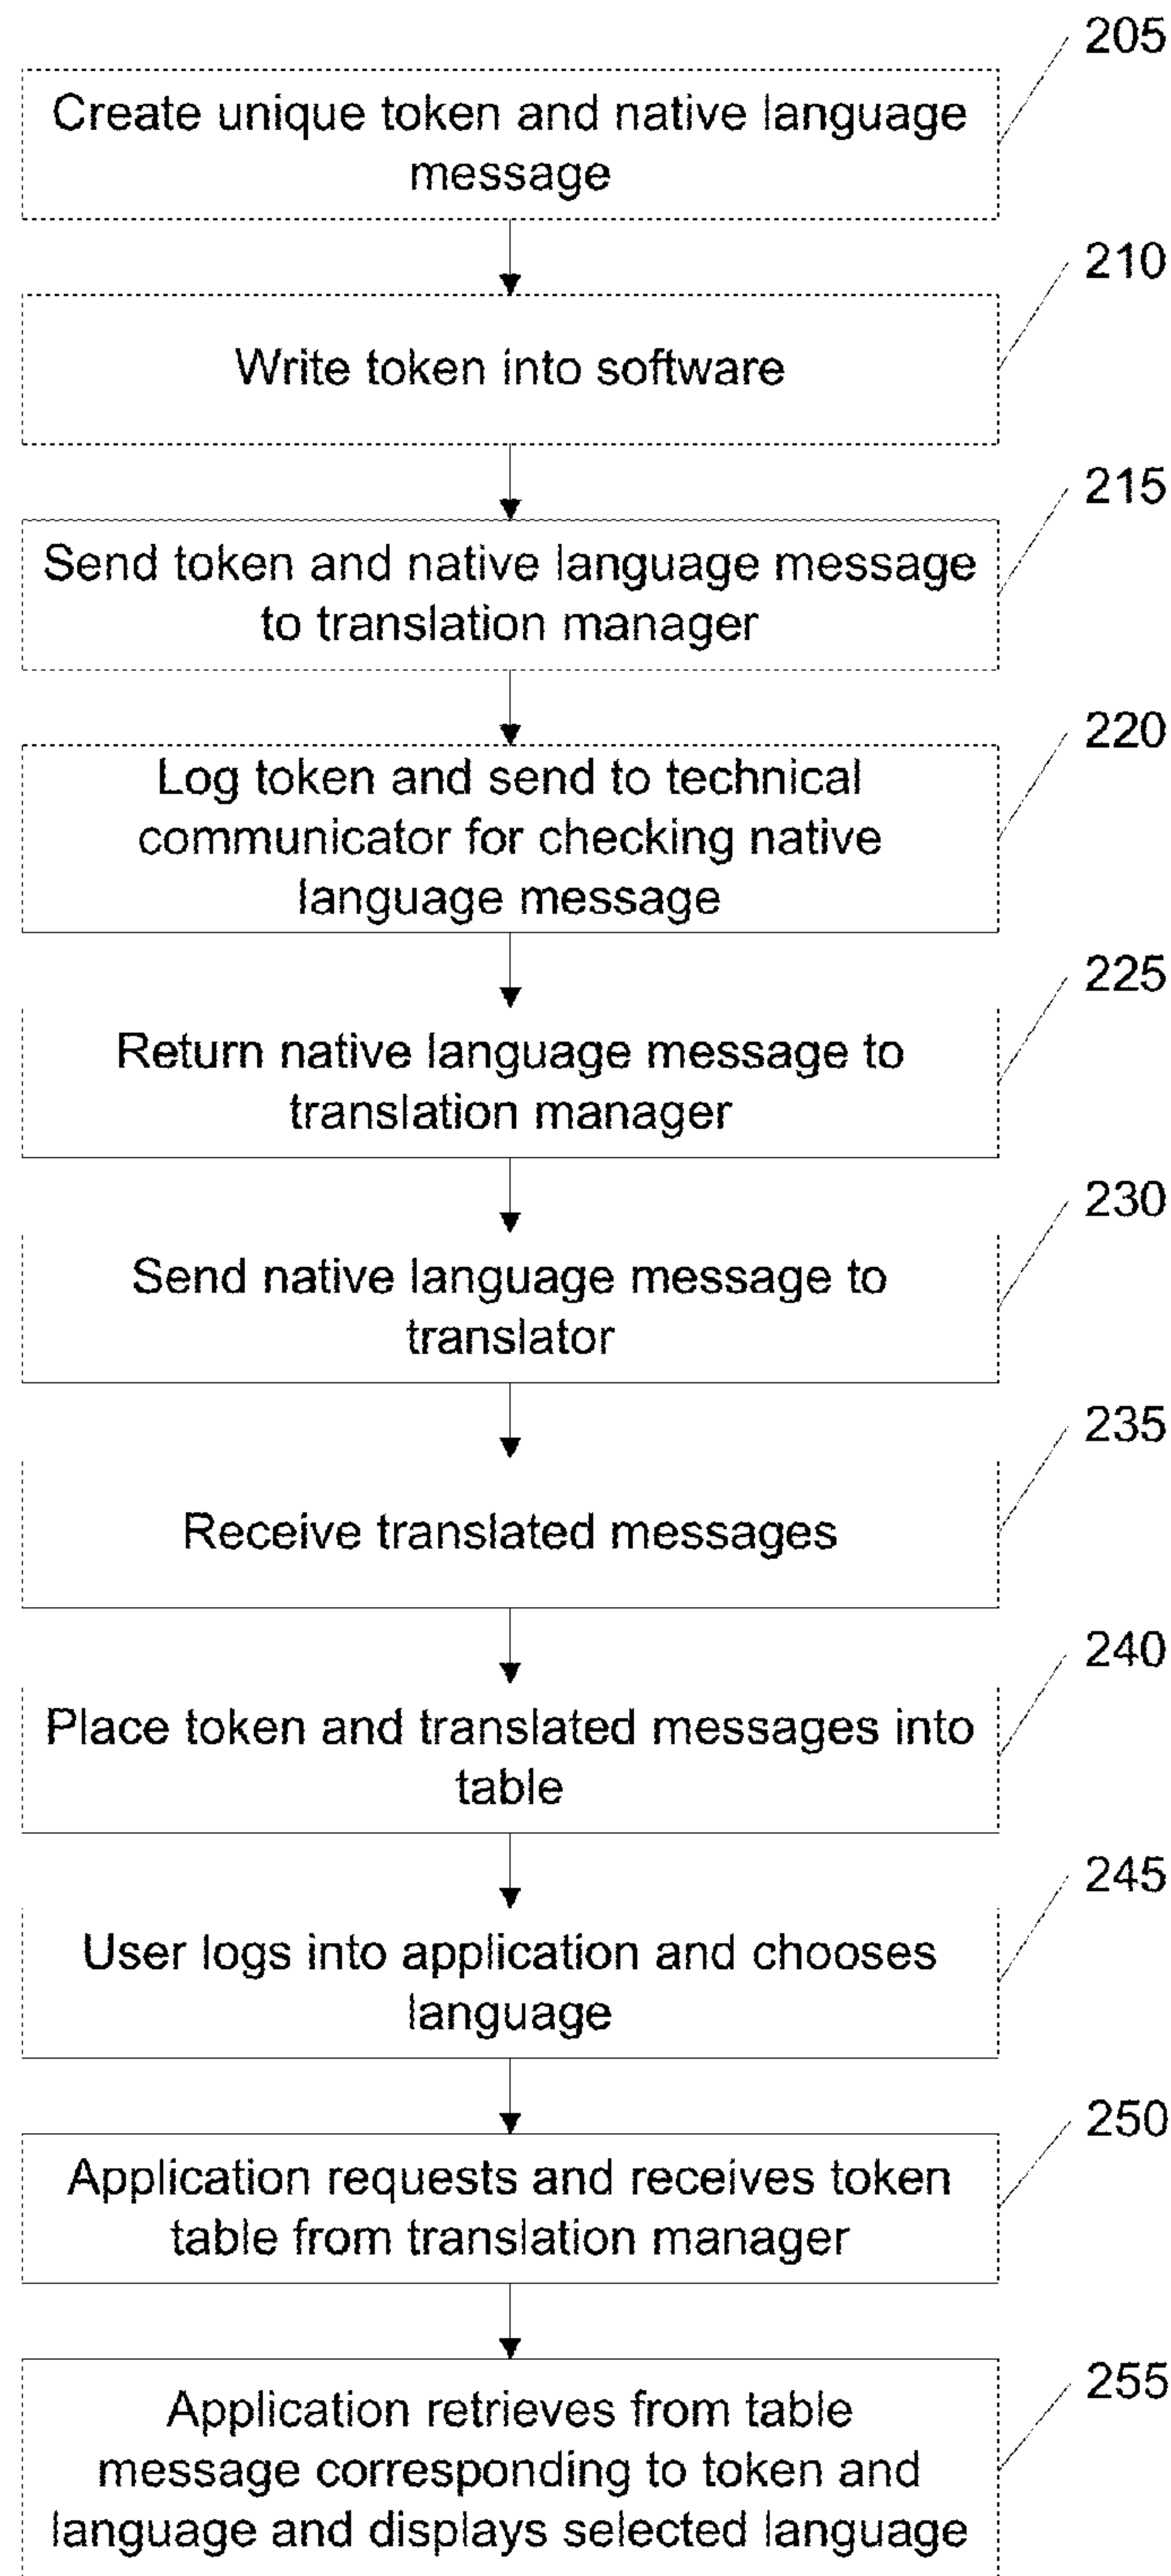 205
Create unique token and native language
message
210
Write token into software
215
Send token and native language message
to translation manager
220
Log token and send to technical
communicator for checking native
language message
225
Return native language message to
translation manager
230
Send native language message to
translator
235
Receive translated messages
240
Place token and translated messages into
table
245
User logs into application and chooses
language
250
Application requests and receives token
table from translation manager
255
Application retrieves from table
message corresponding to token and
language and displays selected language